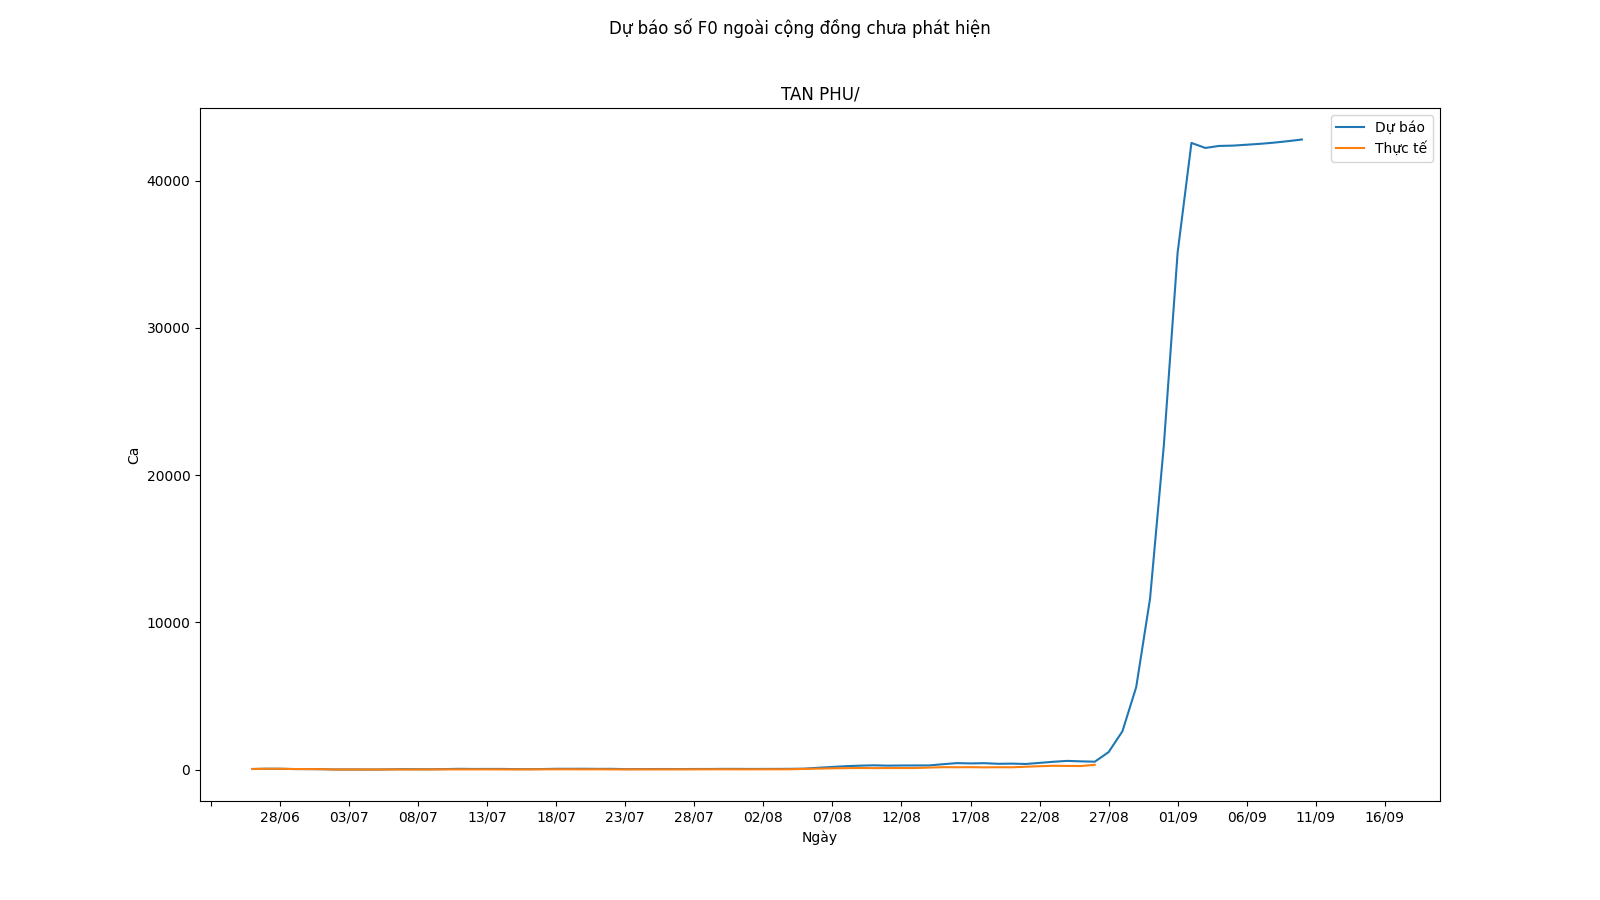 Dự báo số F0 ngoài cộng đồng chưa phát hiện
TAN PHU/
Dự báo
Thực tế
40000
30000
20000
10000
0
Ca
28/06 03/07 08/07 13/07 18/07 23/07 28/07 02/08 07/08 12/08 17/08 22/08 27/08 01/09 06/09 11/09 16/09
Ngày